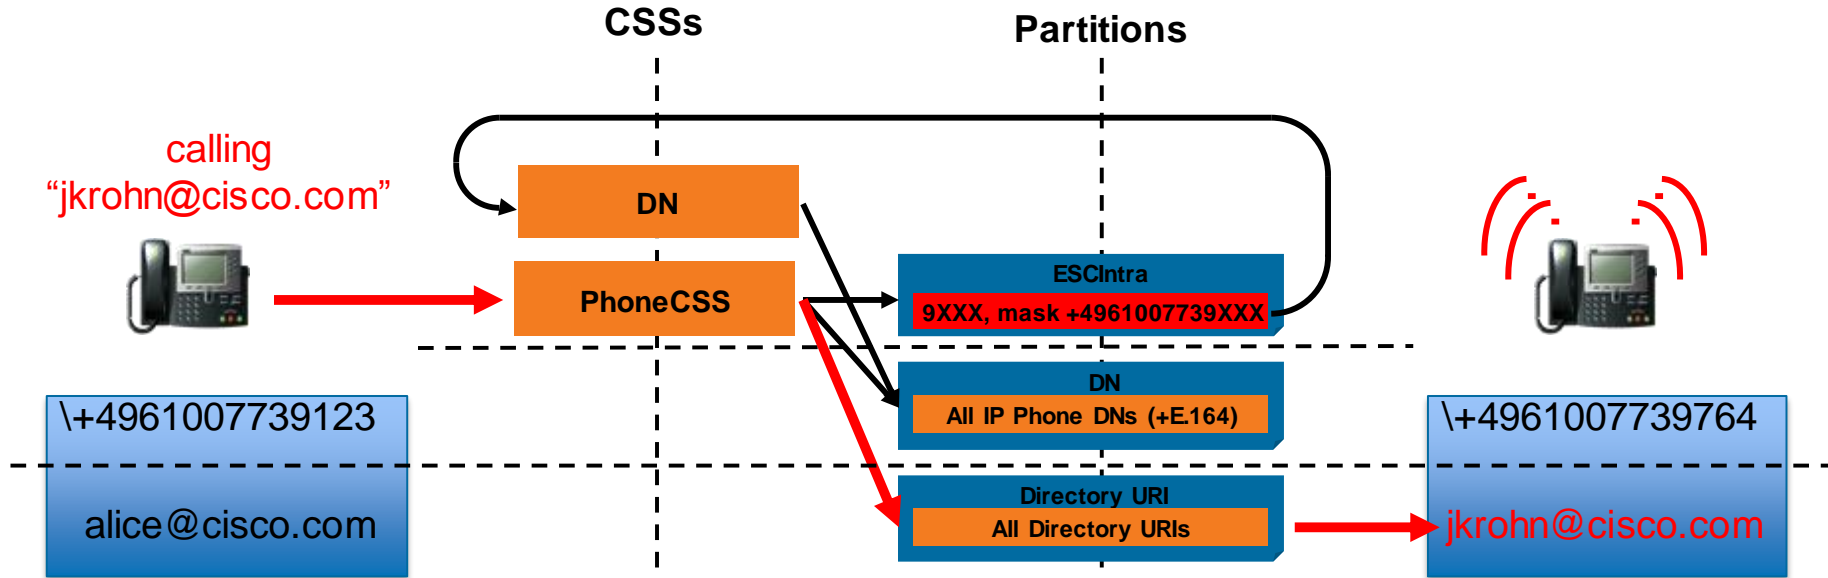 CSSs
Partitions
calling
“jkrohn@cisco.com”
DN
PhoneCSS
ESCIntra
9XXX, mask +4961007739XXX
DN
All IP Phone DNs (+E.164)
Directory URI
All Directory URIs
\+4961007739123
alice@cisco.com
\+4961007739764
jkrohn@cisco.com